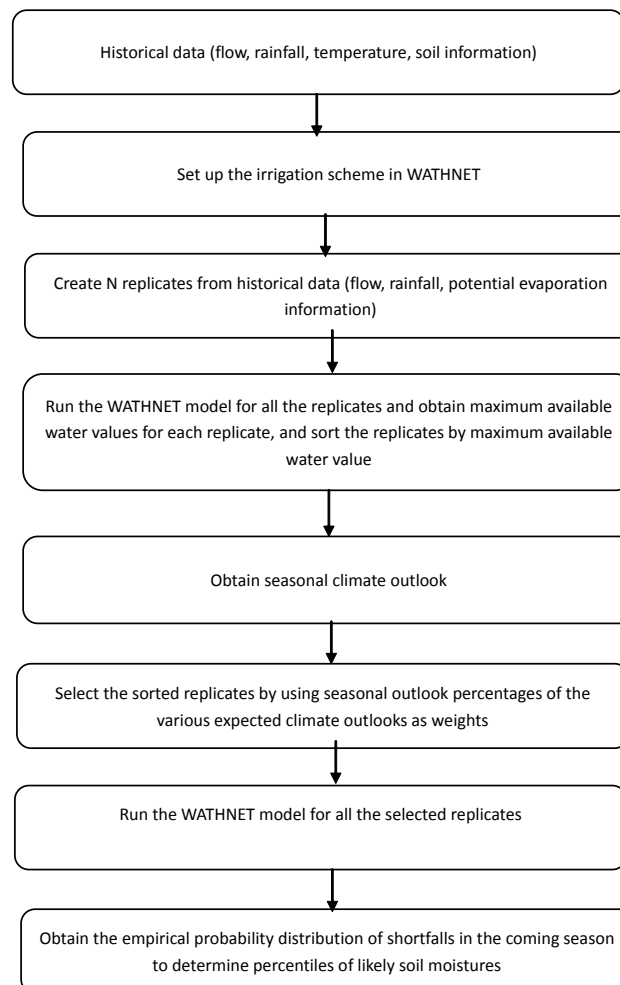 Historical data (flow, rainfall, temperature, soil information)
Set up the irrigation scheme in WATHNET
Create N replicates from historical data (flow, rainfall, potential evaporation
information)
Run the WATHNET model for all the replicates and obtain maximum available
water values for each replicate, and sort the replicates by maximum available
water value
Obtain seasonal climate outlook
Select the sorted replicates by using seasonal outlook percentages of the
various expected climate outlooks as weights
Run the WATHNET model for all the selected replicates
Obtain the empirical probability distribution of shortfalls in the coming season
to determine percentiles of likely soil moistures